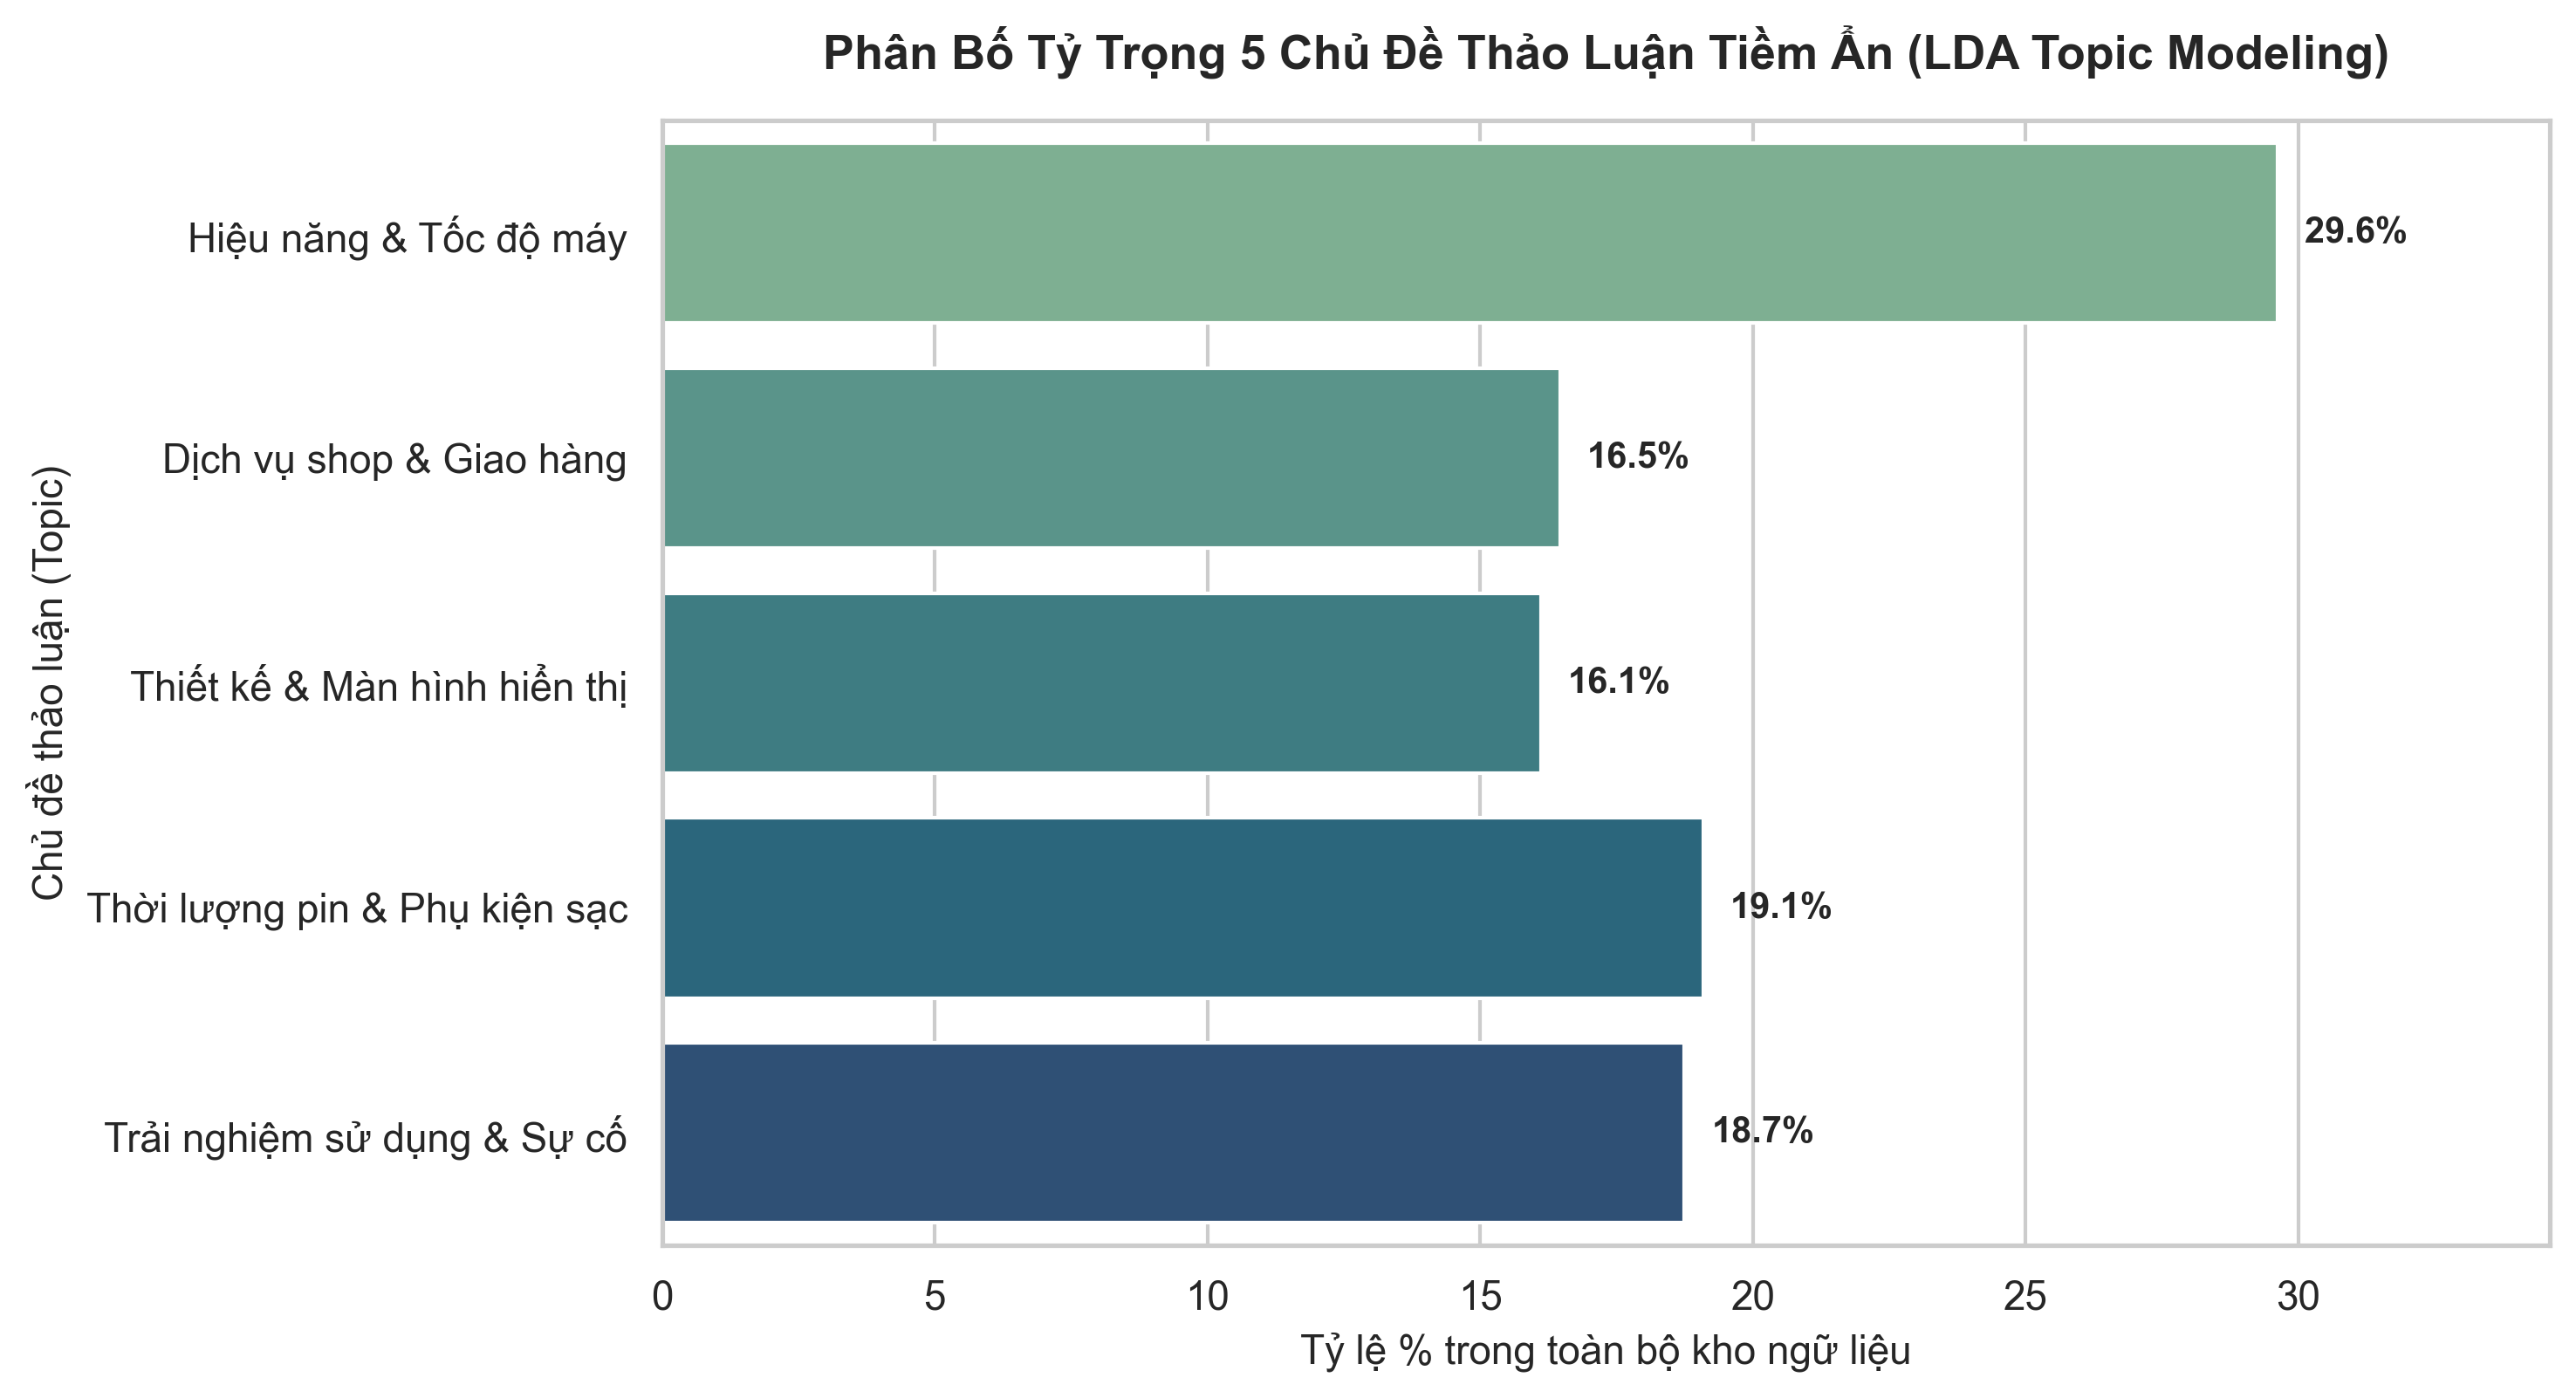 Phân Bố Tỷ Trọng 5 Chủ Đề Thảo Luận Tiềm Ẩn (LDA Topic Modeling)
Chủ đề thảo luận (Topic)
Hiệu năng & Tốc độ máy
29.6%
Dịch vụ shop & Giao hàng
16.5%
Thiết kế & Màn hình hiển thị
16.1%
Thời lượng pin & Phụ kiện sạc
19.1%
Trải nghiệm sử dụng & Sự cố
18.7%
0 5 10 15 20 25 30
Tỷ lệ % trong toàn bộ kho ngữ liệu